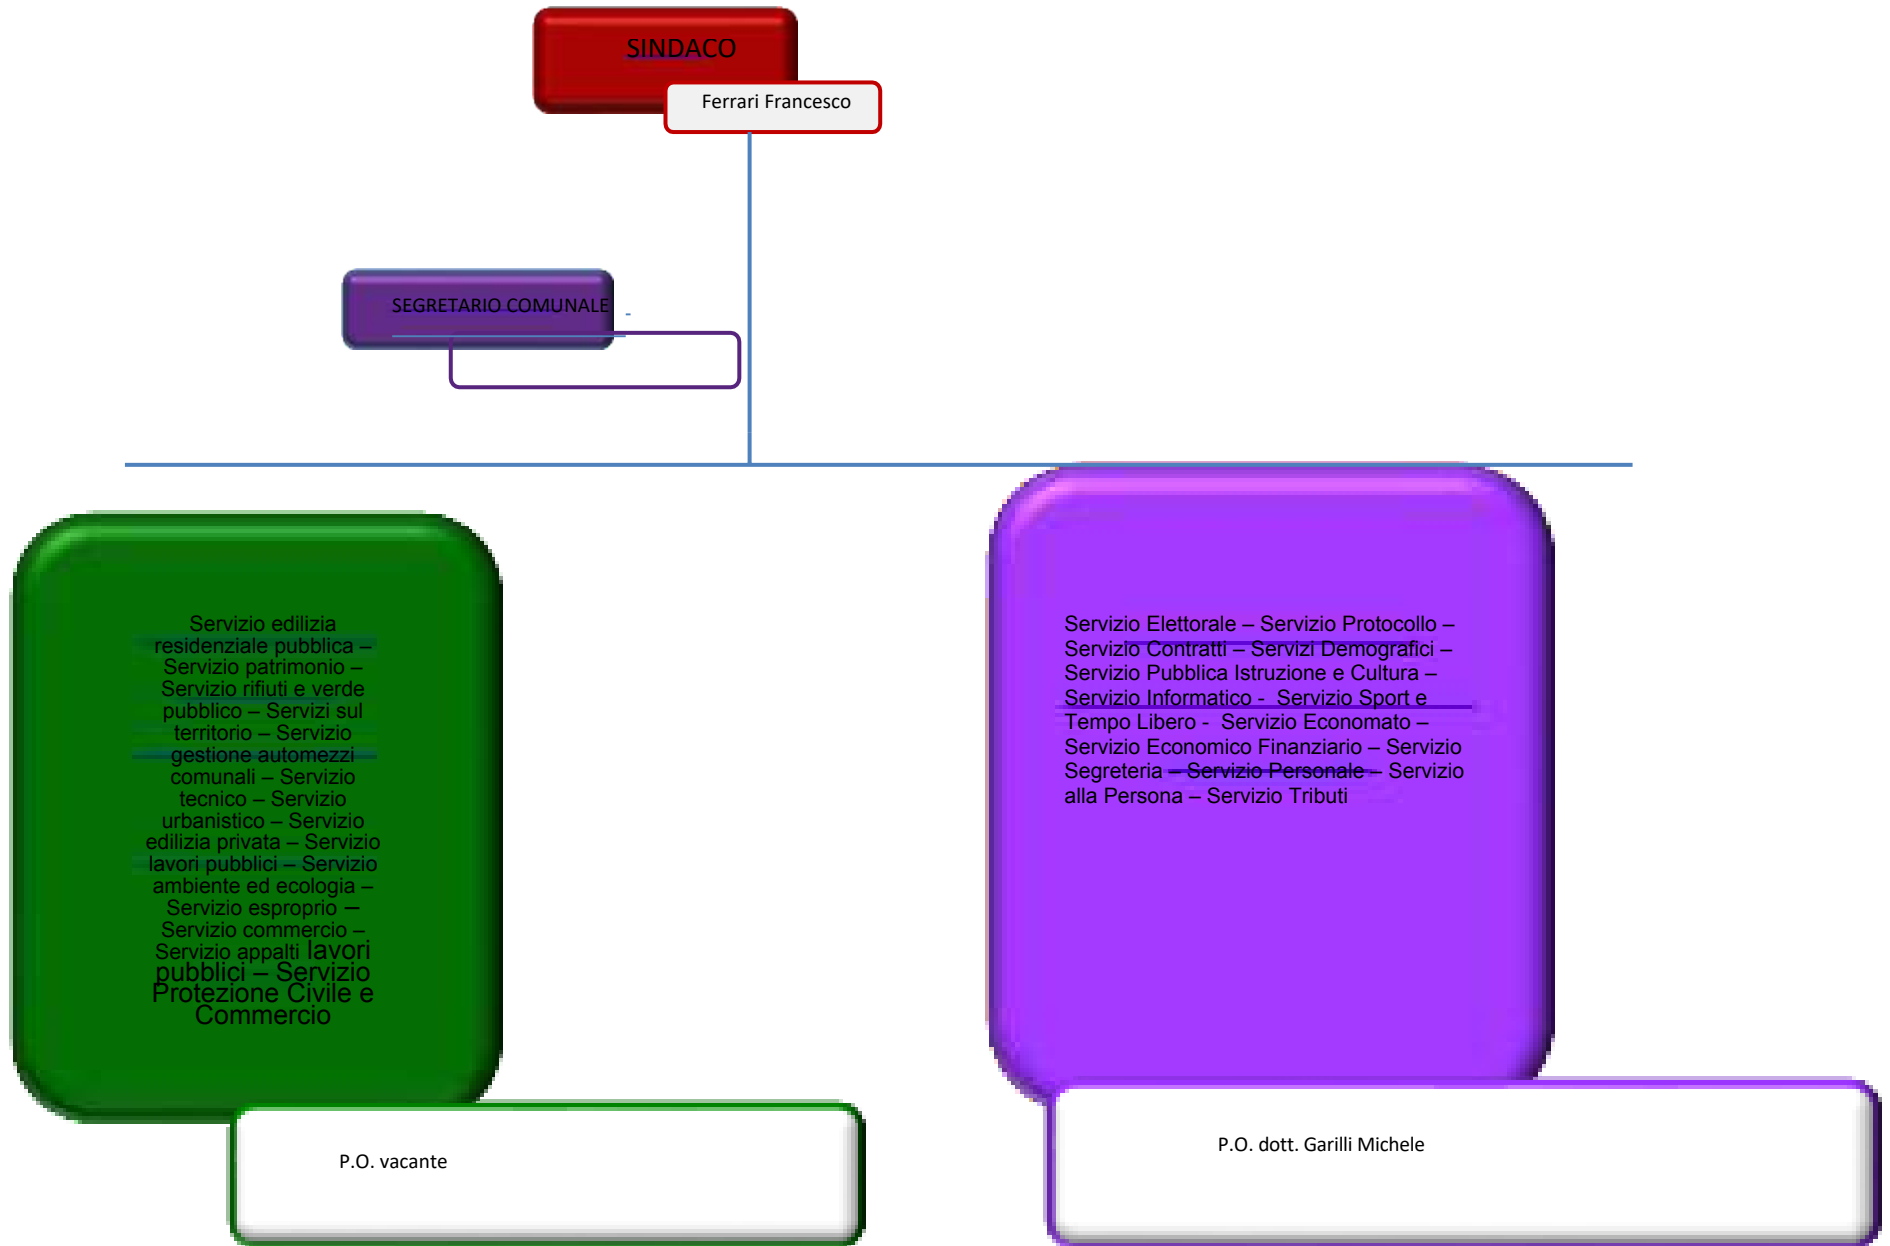 SINDACO
Ferrari Francesco
SEGRETARIO COMUNALE
Servizio edilizia
residenziale pubblica –
Servizio patrimonio –
Servizio rifiuti e verde
pubblico – Servizi sul
territorio – Servizio
gestione automezzi
comunali – Servizio
tecnico – Servizio
urbanistico – Servizio
edilizia privata – Servizio
lavori pubblici – Servizio
ambiente ed ecologia –
Servizio esproprio –
Servizio commercio –
Servizio appalti lavori
pubblici – Servizio
Protezione Civile e
Commercio
P.O. vacante
Servizio Elettorale – Servizio Protocollo –
Servizio Contratti – Servizi Demografici –
Servizio Pubblica Istruzione e Cultura –
Servizio Informatico - Servizio Sport e
Tempo Libero - Servizio Economato –
Servizio Economico Finanziario – Servizio
Segreteria – Servizio Personale – Servizio
alla Persona – Servizio Tributi
P.O. dott. Garilli Michele